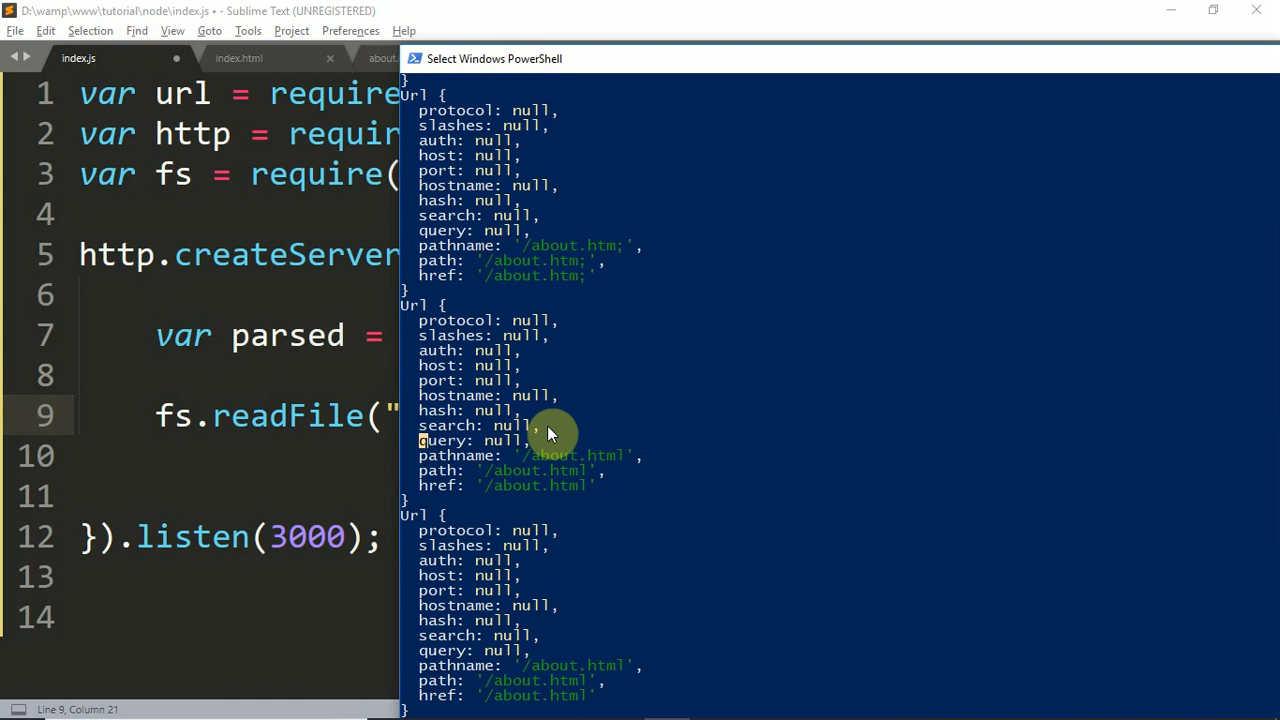 D:\wamp\www\tutorial\node\index.js • - Sublime Text (UNREGISTERED)
File Edit Selection Find View Goto Tools Project Preferences Help
index.js index.html about.
1 var url = require
2 var http = requir
3 var fs = require(
4
5 http.createServer
6
7 var parsed =
8
9 fs.readFile("
10
11
12 }).listen(3000);
13
14
Line 9, Column 21
Select Windows PowerShell
}
Url {
protocol: null,
slashes: null,
auth: null,
host: null,
port: null,
hostname: null,
hash: null,
search: null,
query: null,
pathname: '/about.htm;',
path: '/about.htm;',
href: '/about.htm;'
}
Url {
protocol: null,
slashes: null,
auth: null,
host: null,
port: null,
hostname: null,
hash: null,
search: null,
query: null,
pathname: '/about.html',
path: '/about.html',
href: '/about.html'
}
Url {
protocol: null,
slashes: null,
auth: null,
host: null,
port: null,
hostname: null,
hash: null,
search: null,
query: null,
pathname: '/about.html',
path: '/about.html',
href: '/about.html'
}